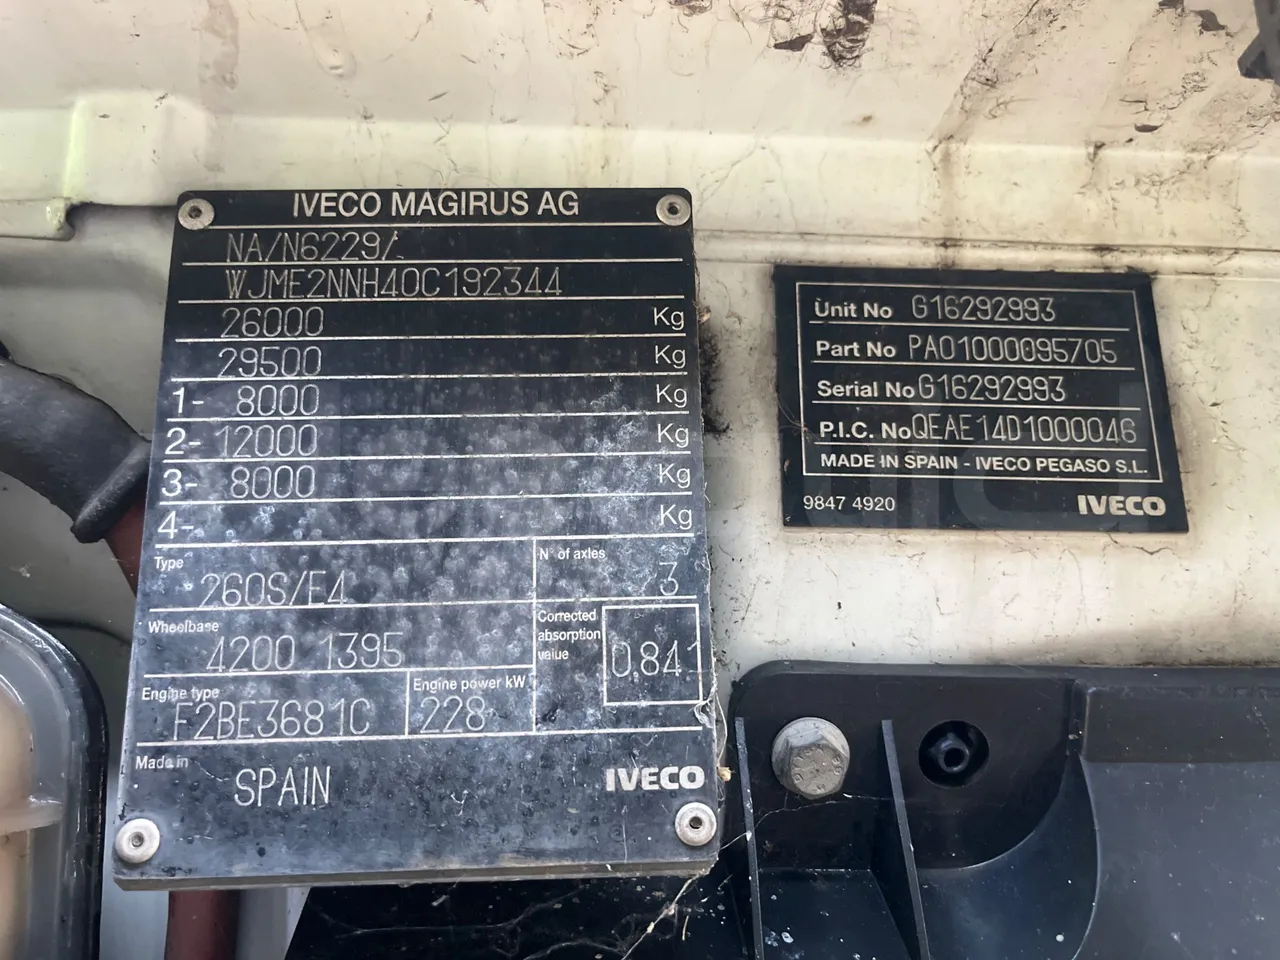 IVECO MAGIRUS AG
NA/N6229/
WJME2NNH40C192344
26000 Kg
29500 Kg
1- 8000 Kg
2- 12000 Kg
3- 8000 Kg
4- Kg
Type
260S/E4
N° of axles
3
Wheelbase
4200 1395
Corrected
absorption
value
0.841
Engine type
F2BE3681C
Engine power kW
228
Made in
SPAIN
IVECO
Unit No G16292993
Part No PA01000095705
Serial No G16292993
P.I.C. No QEAE14D1000046
MADE IN SPAIN - IVECO PEGASO S.L.
9847 4920 IVECO